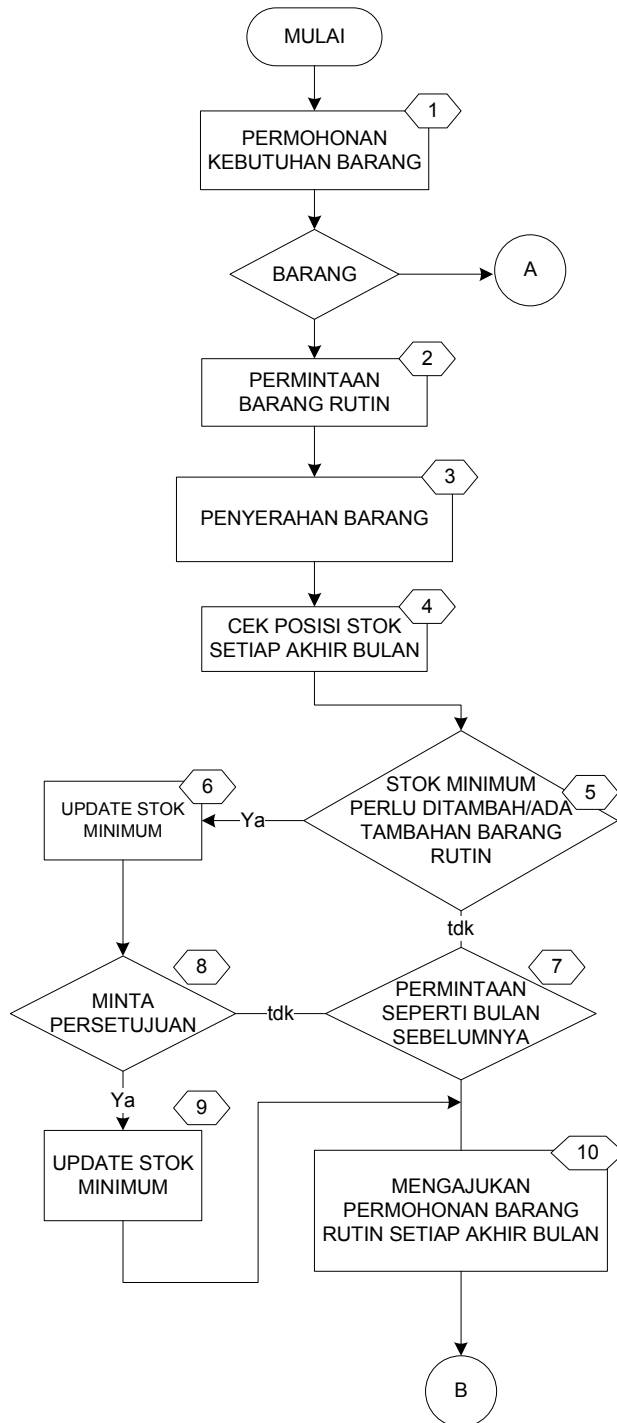 MULAI
1
PERMOHONAN
KEBUTUHAN BARANG
BARANG
A
2
PERMINTAAN
BARANG RUTIN
3
PENYERAHAN BARANG
4
CEK POSISI STOK
SETIAP AKHIR BULAN
STOK MINIMUM
PERLU DITAMBAH/ADA
TAMBAHAN BARANG
RUTIN
5
Ya
6
UPDATE STOK
MINIMUM
tdk
7
PERMINTAAN
SEPERTI BULAN
SEBELUMNYA
tdk
8
MINTA
PERSETUJUAN
Ya
9
UPDATE STOK
MINIMUM
10
MENGAJUKAN
PERMOHONAN BARANG
RUTIN SETIAP AKHIR BULAN
B